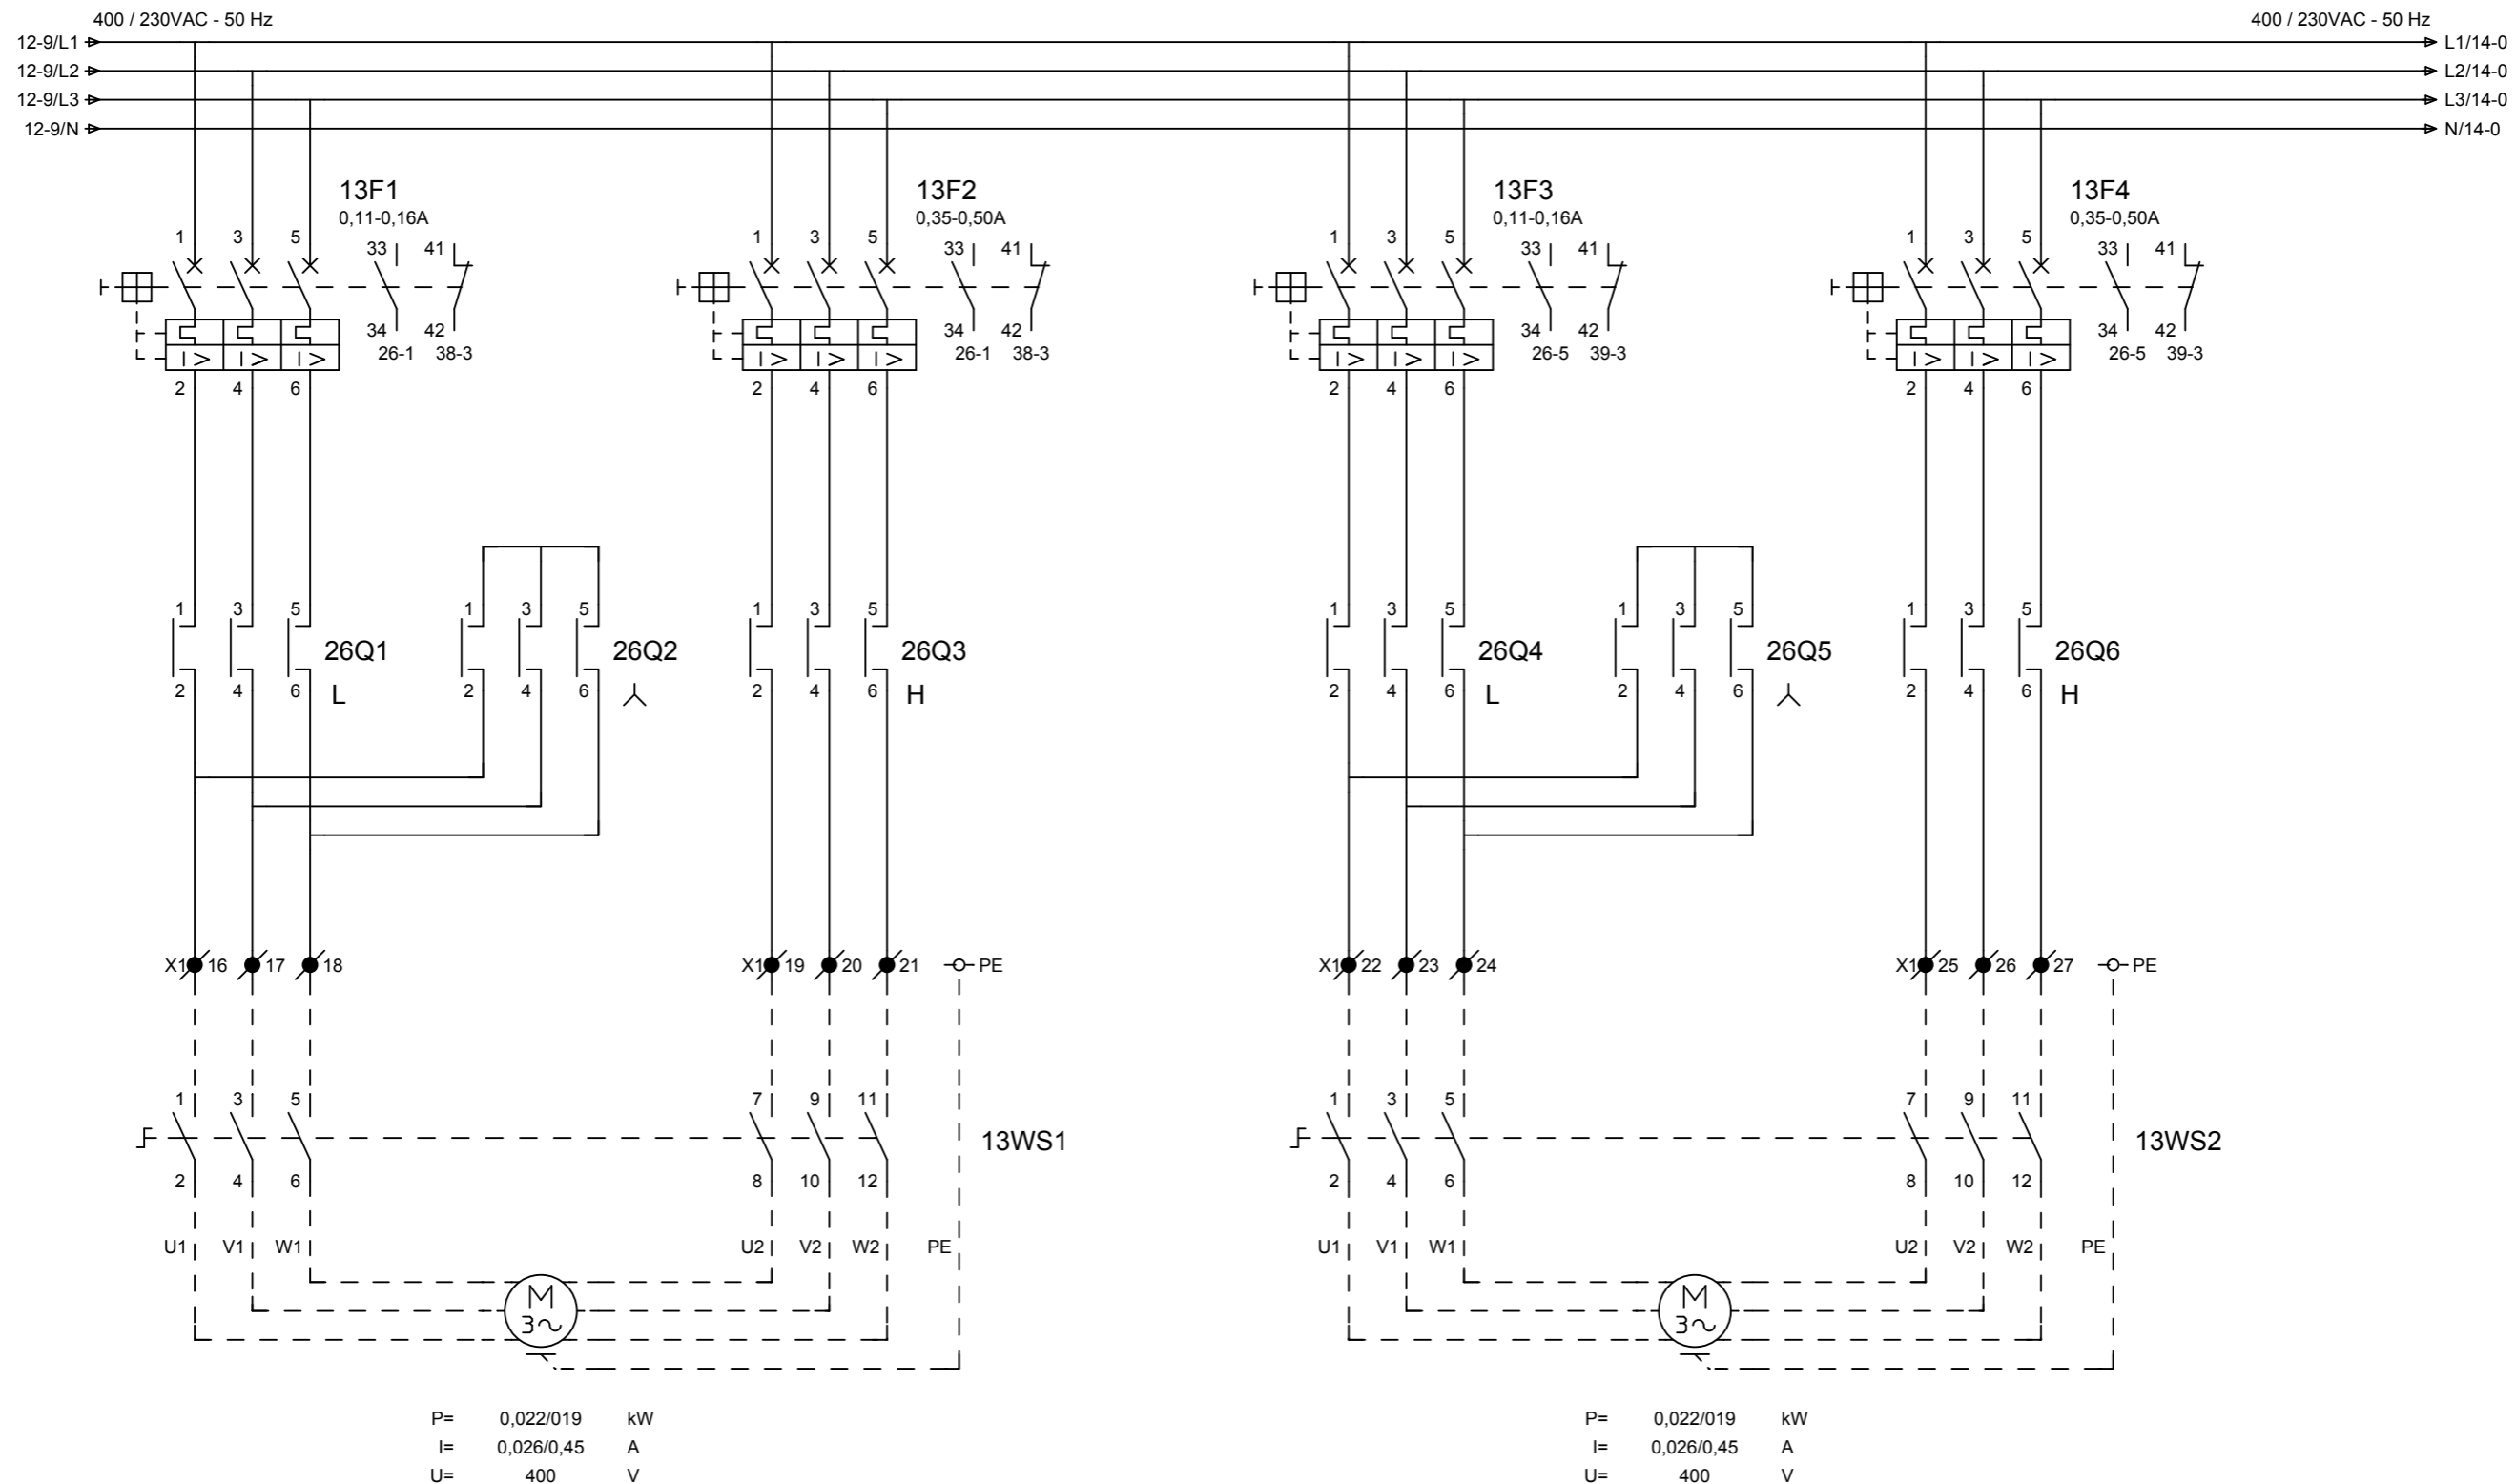 400 / 230VAC - 50 Hz 400 / 230VAC - 50 Hz
12-9/L1 L1/14-0
12-9/L2 L2/14-0
12-9/L3 L3/14-0
12-9/N N/14-0
13F1 13F2 13F3 13F4
0,11-0,16A 0,35-0,50A 0,11-0,16A 0,35-0,50A
1 3 5 33 41 1 3 5 33 41 1 3 5 33 41 1 3 5 33 41
34 42 34 42 34 42 34 42
I > I > I > 26-1 38-3 I > I > I > 26-1 38-3 I > I > I > 26-5 39-3 I > I > I > 26-5 39-3
2 4 6 2 4 6 2 4 6 2 4 6
1 3 5 1 3 5 1 3 5 1 3 5 1 3 5 1 3 5
26Q1 26Q2 26Q3 26Q4 26Q5 26Q6
2 4 6 L 2 4 6 2 4 6 H 2 4 6 L 2 4 6 2 4 6 H
X1 16 17 18 X1 19 20 21 PE X1 22 23 24 X1 25 26 27 PE
1 3 5 7 9 11 1 3 5 7 9 11
13WS1 13WS2
2 4 6 8 10 12 2 4 6 8 10 12
U1 V1 W1 U2 V2 W2 PE U1 V1 W1 U2 V2 W2 PE
M M
3~ 3~
P= 0,022/019 kW P= 0,022/019 kW
I= 0,026/0,45 A I= 0,026/0,45 A
U= 400 V U= 400 V